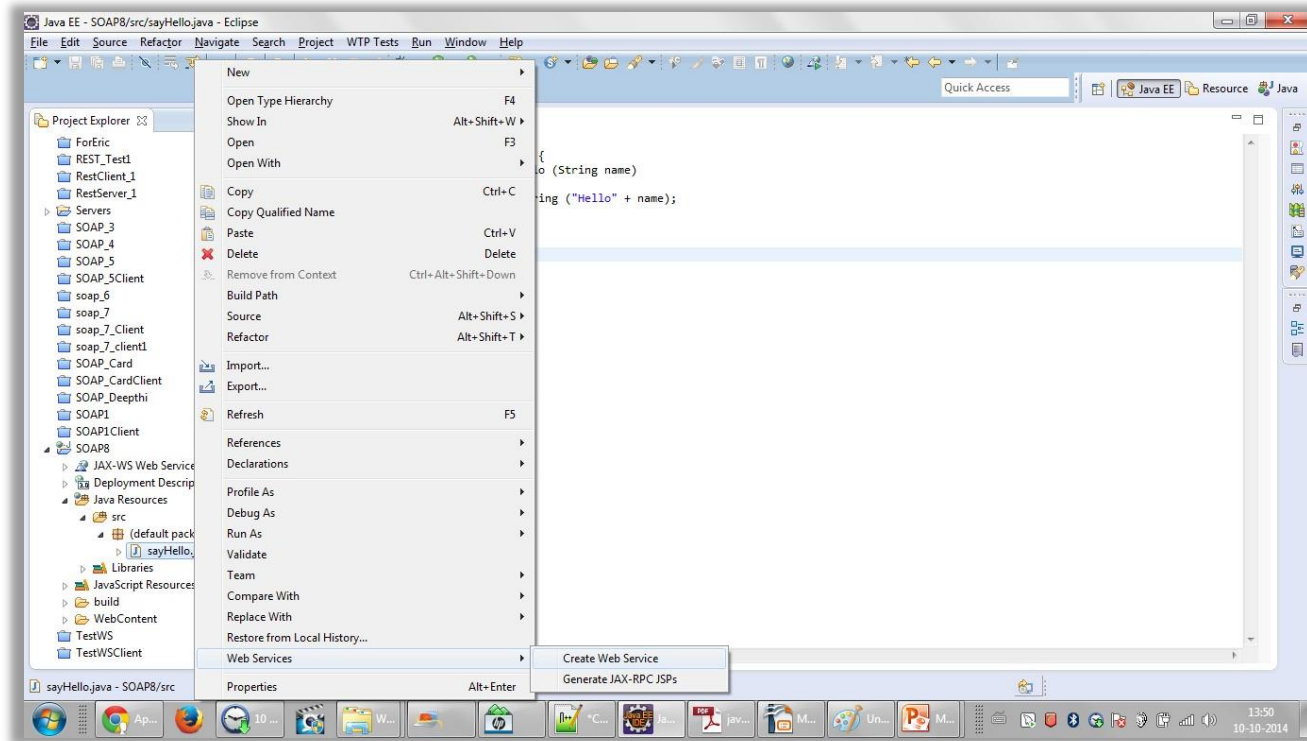 Java EE - SOAP8/src/sayHello.java - Eclipse
File Edit Source Refactor Navigate Search Project WTP Tests Run Window Help
Quick Access
Java EE Resource Java
Project Explorer
ForEric
REST_Test1
RestClient_1
RestServer_1
Servers
SOAP_3
SOAP_4
SOAP_5
SOAP_5Client
soap_6
soap_7
soap_7_Client
soap_7_client1
SOAP_Card
SOAP_CardClient
SOAP_Deepthi
SOAP1
SOAP1Client
SOAP8
JAX-WS Web Service
Deployment Descrip
Java Resources
src
(default pack
sayHello.
Libraries
JavaScript Resources
build
WebContent
TestWS
TestWSClient
New
Open Type Hierarchy F4
Show In Alt+Shift+W
Open F3
Open With
Copy Ctrl+C
Copy Qualified Name
Paste Ctrl+V
Delete Delete
Remove from Context Ctrl+Alt+Shift+Down
Build Path
Source Alt+Shift+S
Refactor Alt+Shift+T
Import...
Export...
Refresh F5
References
Declarations
Profile As
Debug As
Run As
Validate
Team
Compare With
Replace With
Restore from Local History...
Web Services
Properties Alt+Enter
Create Web Service
Generate JAX-RPC JSPs
{
lo (String name)
ing ("Hello" + name);
sayHello.java - SOAP8/src
Ap... 10 ... W... "C... Ja... jav... M... Un... M...
13:50
10-10-2014